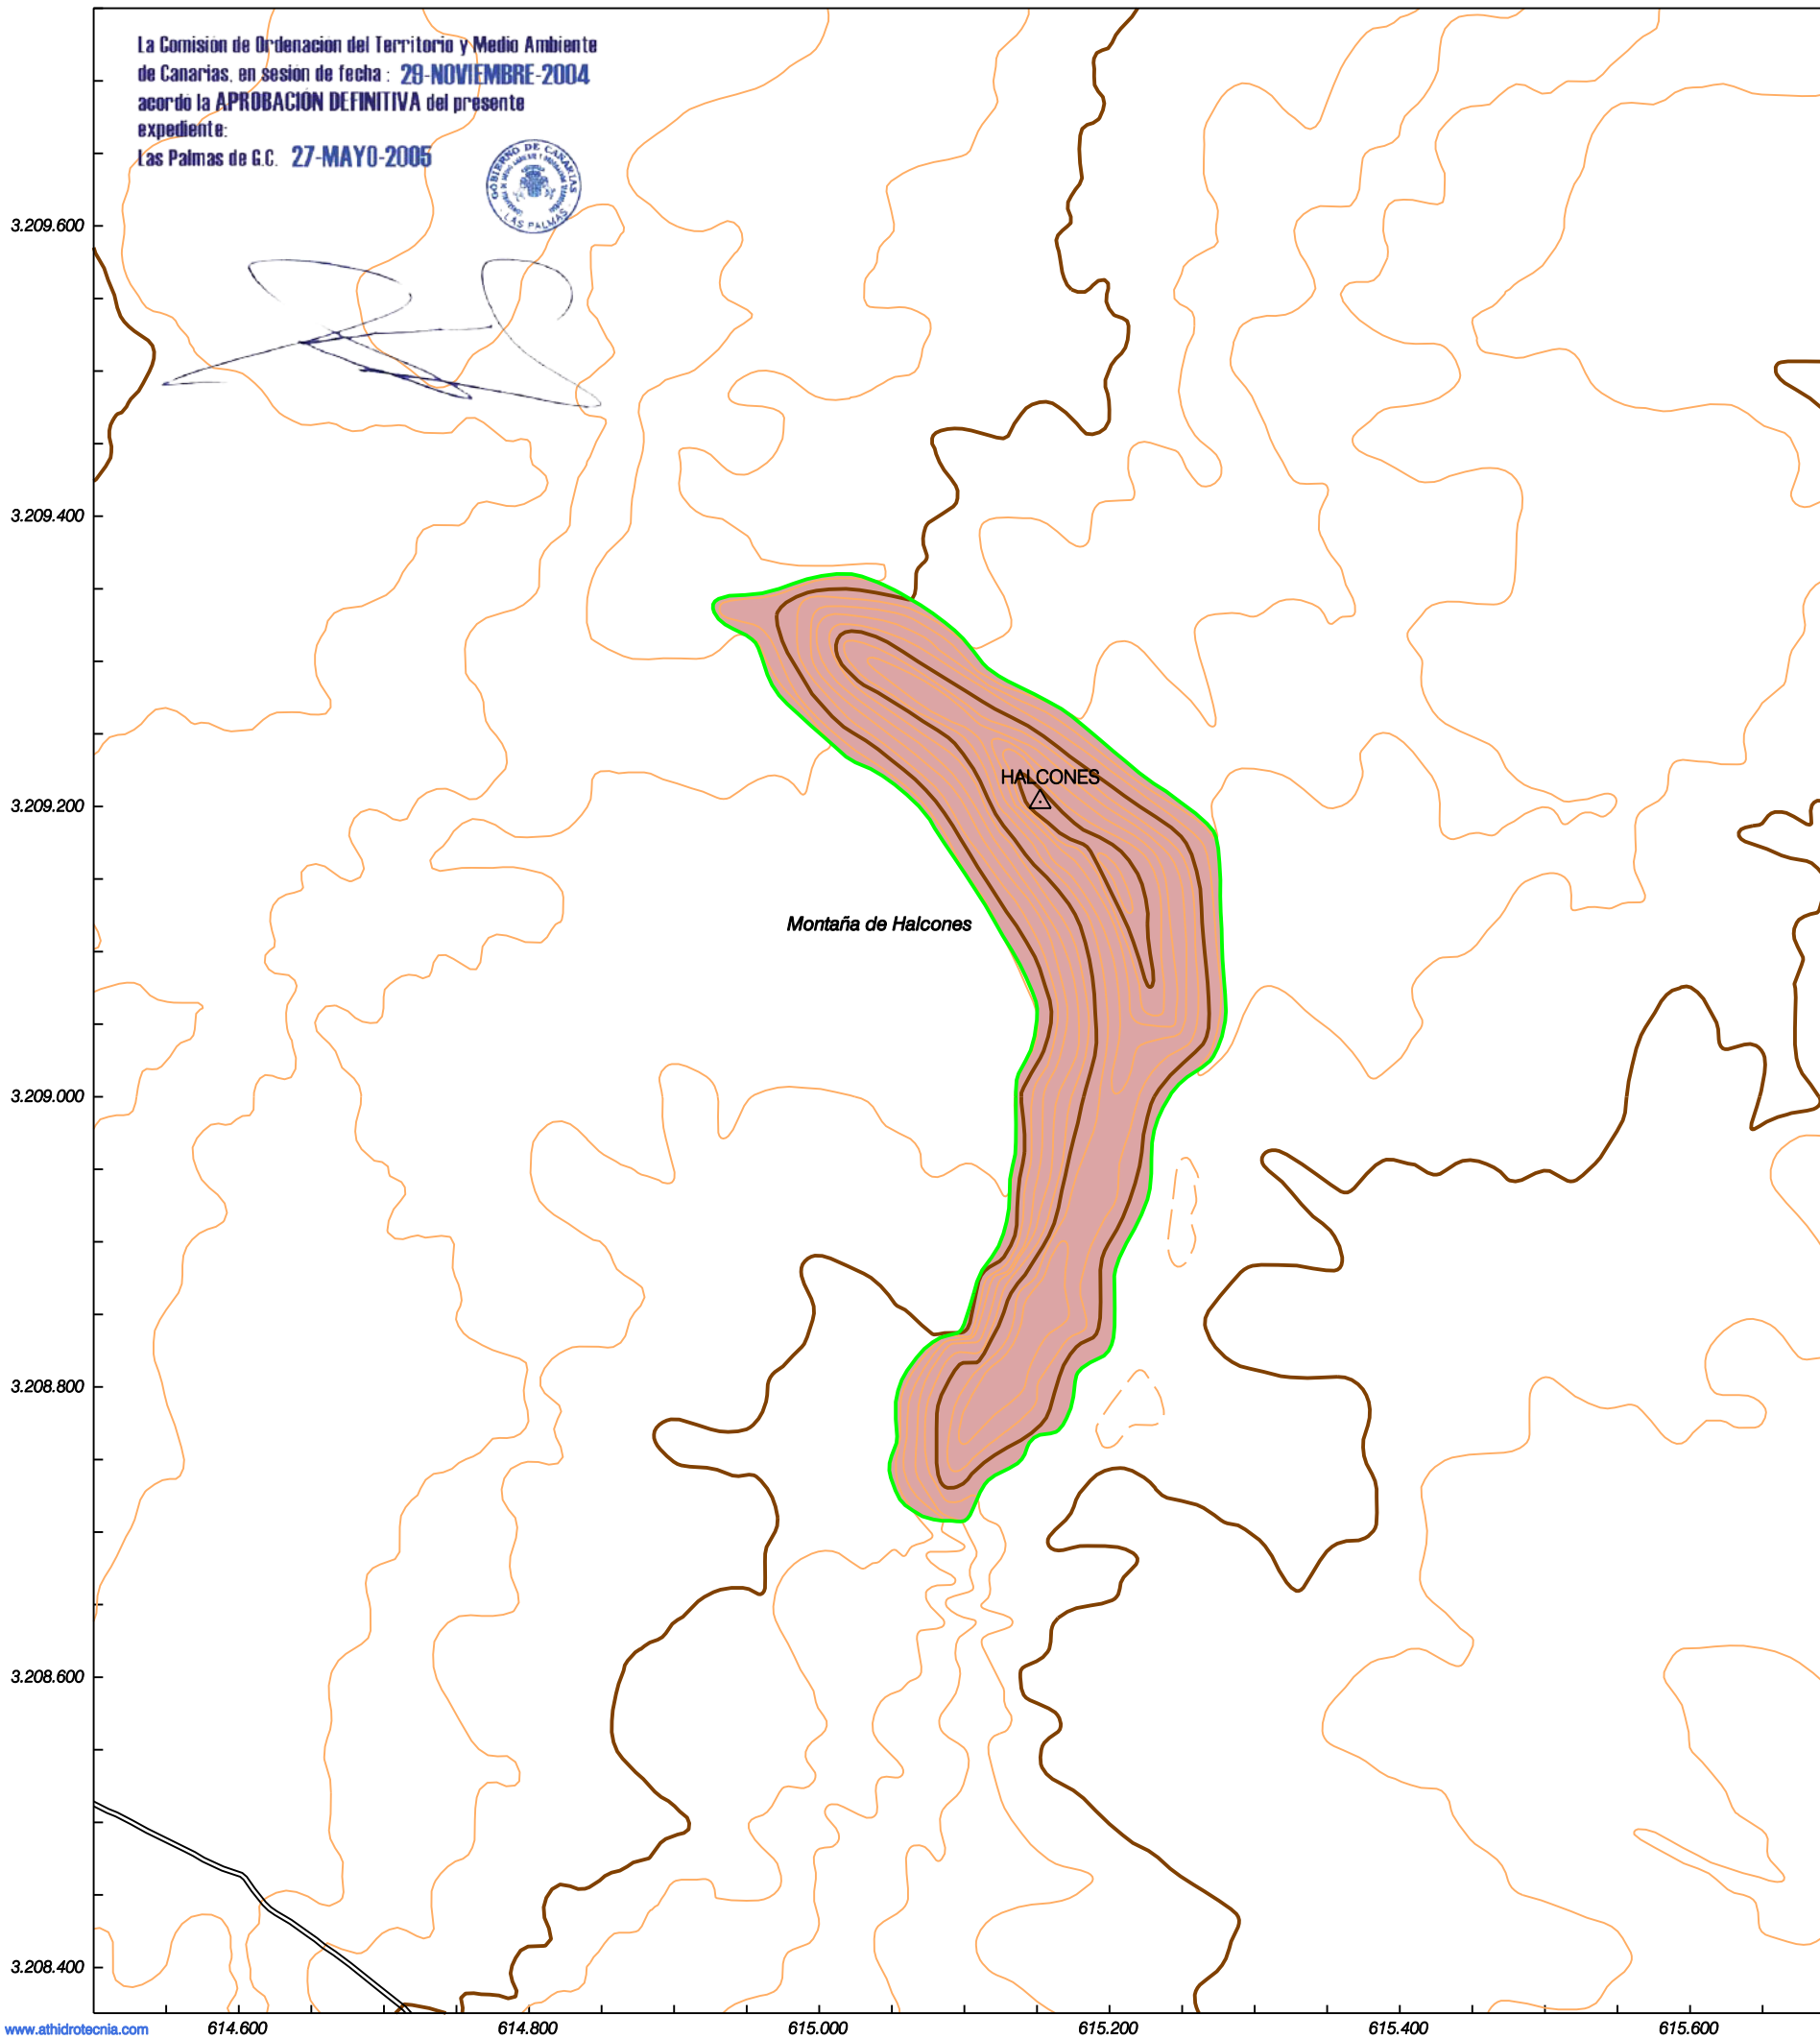 La Comisión de Ordenación del Territorio y Medio Ambiente
de Canarias, en sesión de fecha : 29-NOVIEMBRE-2004
acordó la APROBACIÓN DEFINITIVA del presente
expediente:
Las Palmas de G.C. 27-MAYO-2005
GOBIERNO DE CANARIAS
LAS PALMAS
3.209.600
3.209.400
HALCONES
3.209.200
Montaña de Halcones
3.209.000
3.208.800
3.208.600
3.208.400
www.athidrotecnia.com
614.600 614.800 615.000 615.200 615.400 615.600